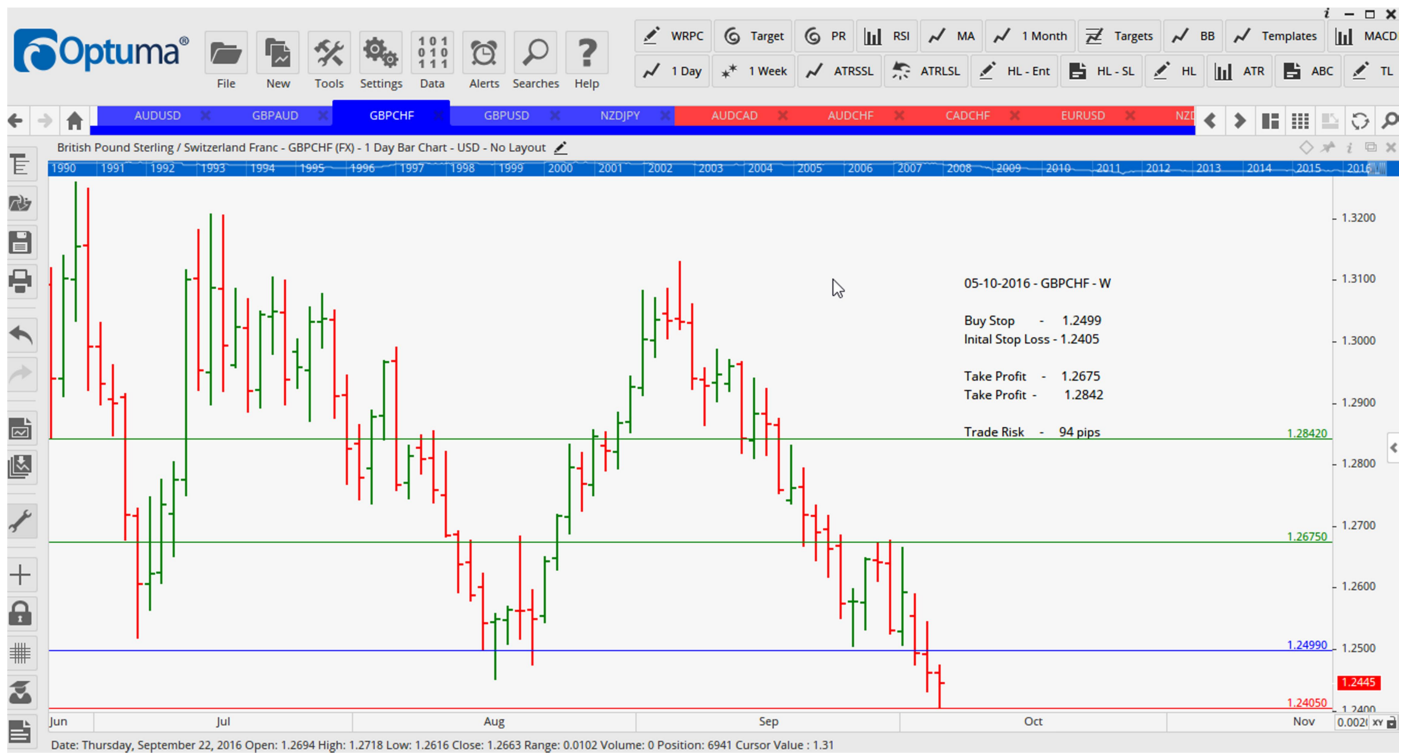 i
Optuma®
File New Tools Settings Data Alerts Searches Help
WRPC Target PR RSI MA 1 Month Targets BB Templates MACD
1 Day 1 Week ATRSSL ATRLSL HL - Ent HL - SL HL ATR ABC TL
AUDUSD GBPAUD GBPCHF GBPUSD NZDJPY AUDCAD AUDCHF CADCHF EURUSD NZD
British Pound Sterling / Switzerland Franc - GBPCHF (FX) - 1 Day Bar Chart - USD - No Layout
1990 1991 1992 1993 1994 1995 1996 1997 1998 1999 2000 2001 2002 2003 2004 2005 2006 2007 2008 2009 2010 2011 2012 2013 2014 2015 2016
1.3200
1.3100
05-10-2016 - GBPCHF - W
Buy Stop - 1.2499
Inital Stop Loss - 1.2405
1.3000
Take Profit - 1.2675
Take Profit - 1.2842
1.2900
Trade Risk - 94 pips
1.28420
1.2800
1.2700
1.26750
1.2600
1.24990
1.2500
1.2445
1.24050
1.2400
Jun Jul Aug Sep Oct Nov 0.002( XY
Date: Thursday, September 22, 2016 Open: 1.2694 High: 1.2718 Low: 1.2616 Close: 1.2663 Range: 0.0102 Volume: 0 Position: 6941 Cursor Value : 1.31